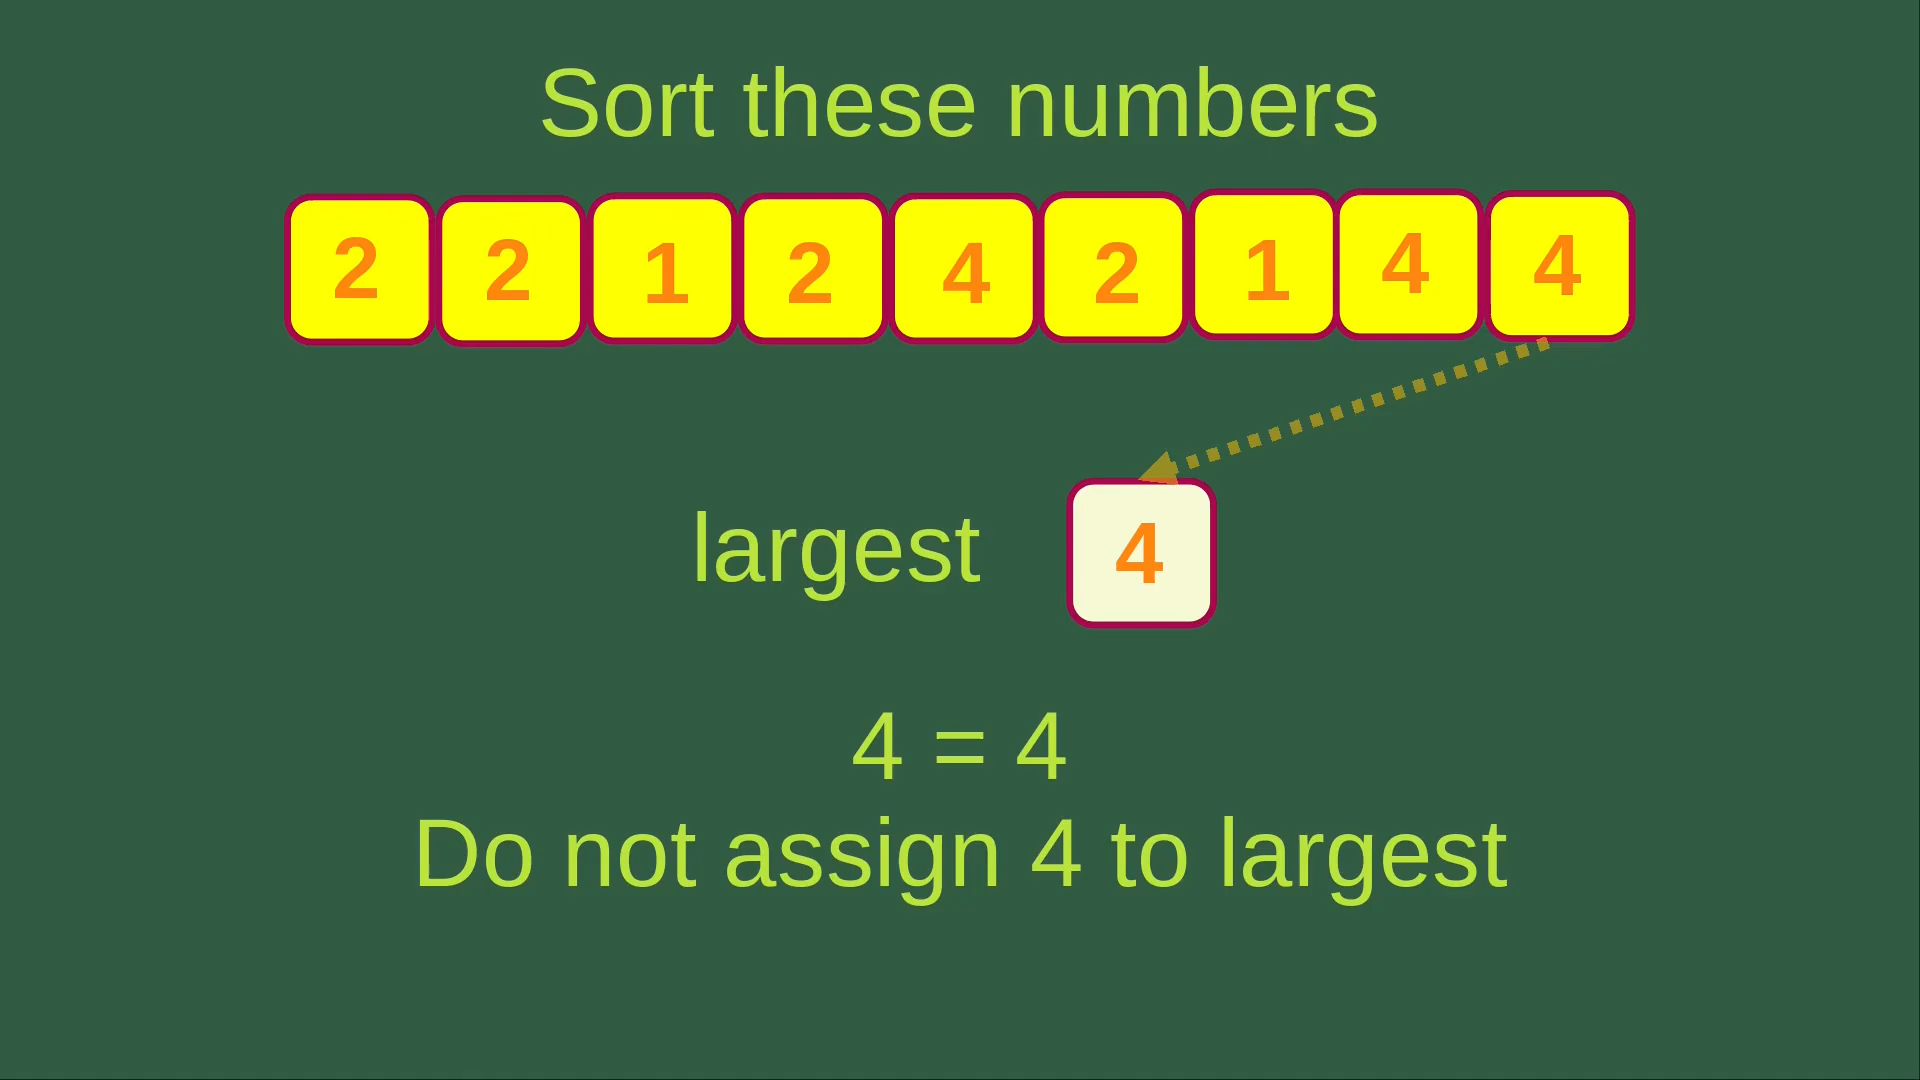 Sort these numbers
2 2 1 2 4 2 1 4 4
largest 4
4 = 4
Do not assign 4 to largest